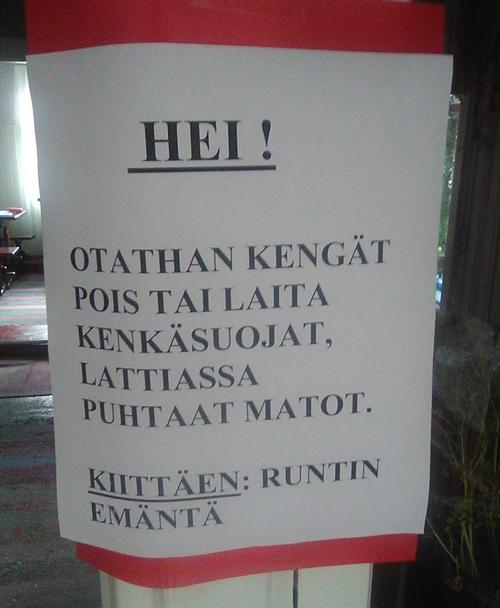 HEI !
OTATHAN KENGÄT
POIS TAI LAITA
KENKÄSUOJAT,
LATTIASSA
PUHTAAT MATOT.
KIITTÄEN: RUNTIN
EMÄNTÄ